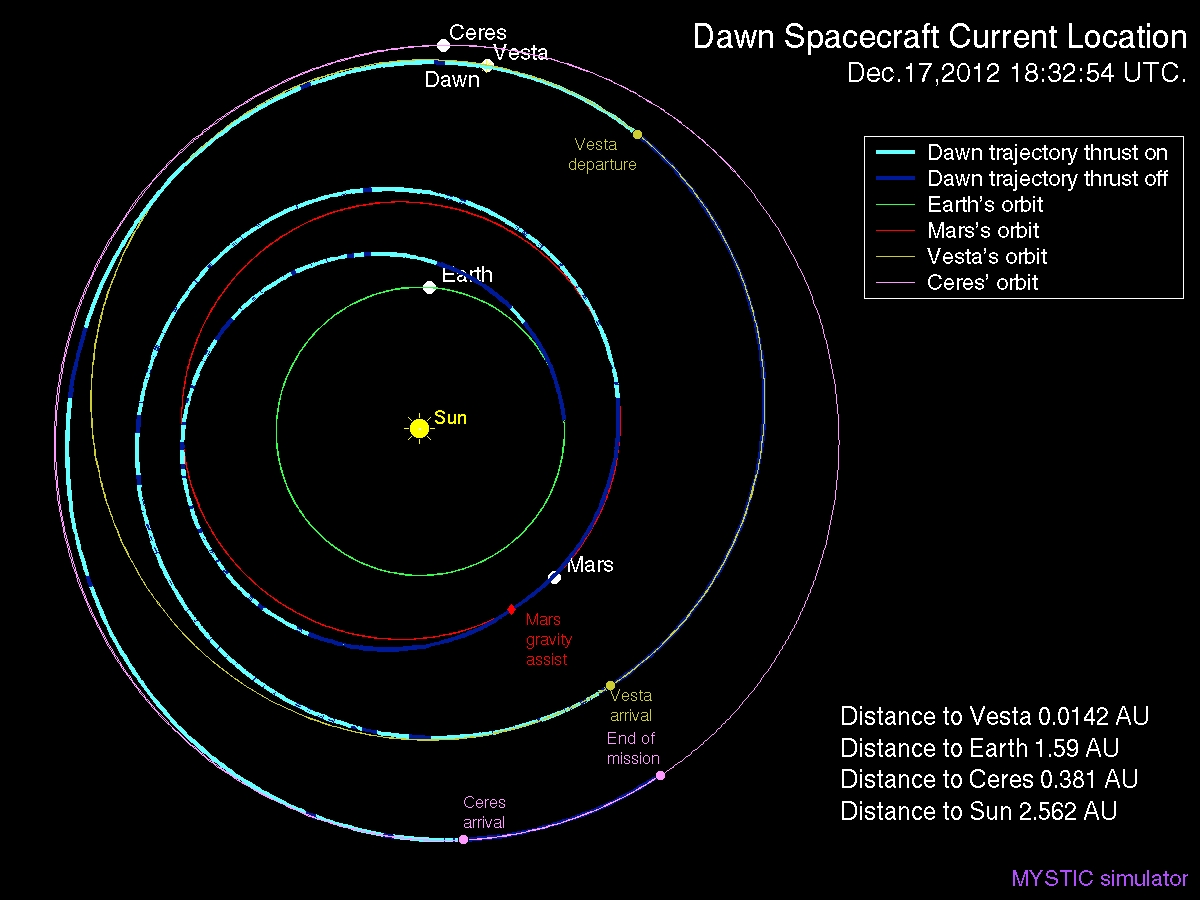 Dawn Spacecraft Current Location
Dec.17,2012 18:32:54 UTC.
Ceres
Vesta
Dawn
Vesta
departure
Dawn trajectory thrust on
Dawn trajectory thrust off
Earth's orbit
Mars's orbit
Vesta's orbit
Ceres' orbit
Earth
Sun
Mars
Mars
gravity
assist
Vesta
arrival
End of
mission
Ceres
arrival
Distance to Vesta 0.0142 AU
Distance to Earth 1.59 AU
Distance to Ceres 0.381 AU
Distance to Sun 2.562 AU
MYSTIC simulator